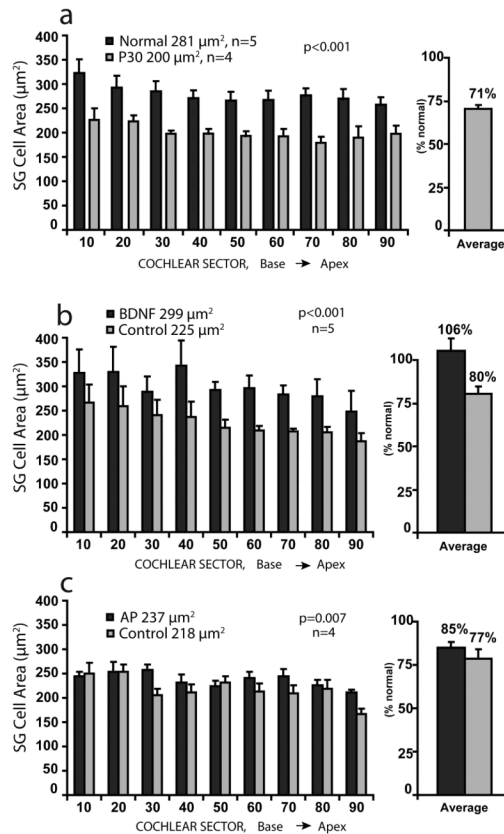 a
Normal 281 µm², n=5
P30 200 µm², n=4
p<0.001
SG Cell Area (µm²)
400
350
300
250
200
150
100
50
0
10 20 30 40 50 60 70 80 90
COCHLEAR SECTOR, Base → Apex
(% normal)
100
75
50
25
0
71%
Average
b
BDNF 299 µm²
Control 225 µm²
p<0.001
n=5
SG Cell Area (µm²)
400
350
300
250
200
150
100
50
0
10 20 30 40 50 60 70 80 90
COCHLEAR SECTOR, Base → Apex
(% normal)
100
75
50
25
0
106%
80%
Average
c
AP 237 µm²
Control 218 µm²
p=0.007
n=4
SG Cell Area (µm²)
400
350
300
250
200
150
100
50
0
10 20 30 40 50 60 70 80 90
COCHLEAR SECTOR, Base → Apex
(% normal)
100
75
50
25
0
85%
77%
Average